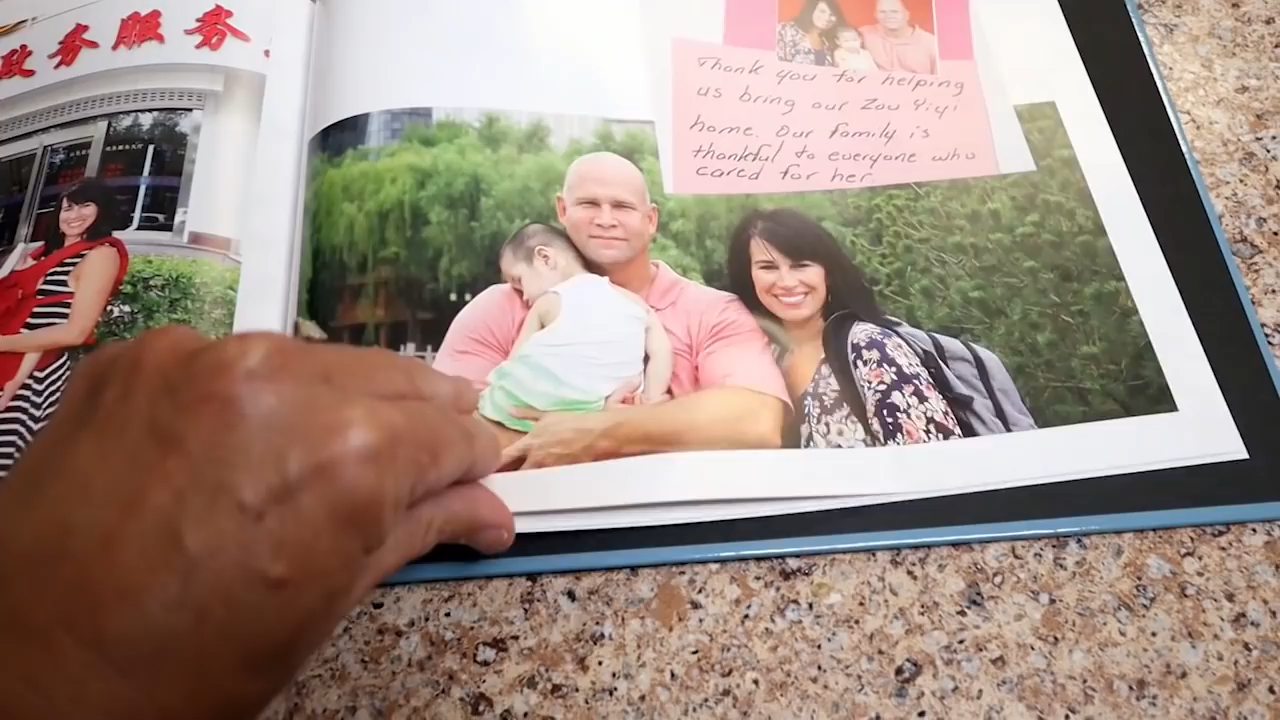 政务服务
Thank you for helping
us bring our Zou Yiyi
home. Our family is
thankful to everyone who
cared for her.